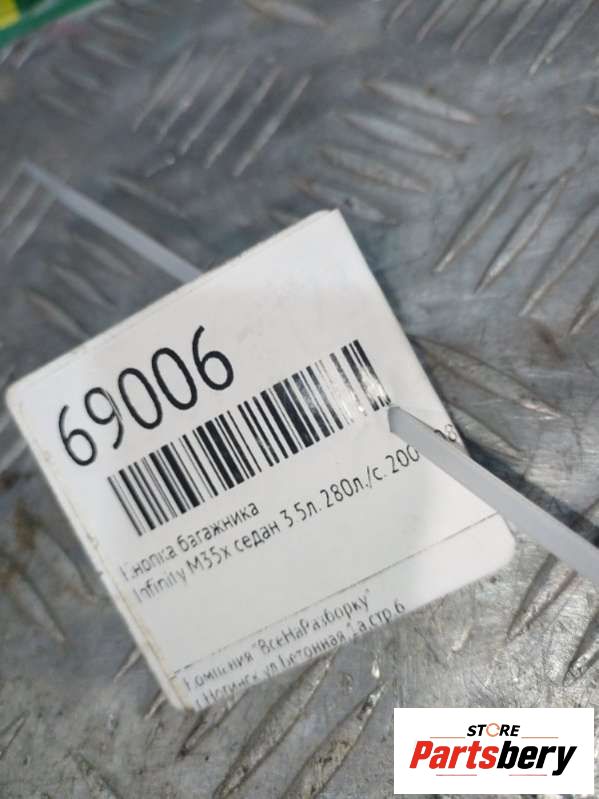 69006
Кнопка багажника
Infinity M35x седан 3.5л. 280л./с. 200 08
Компания "ВсеНаРазборку"
г.Ногинск ул.Бетонная стр 6
STORE
Partsbery